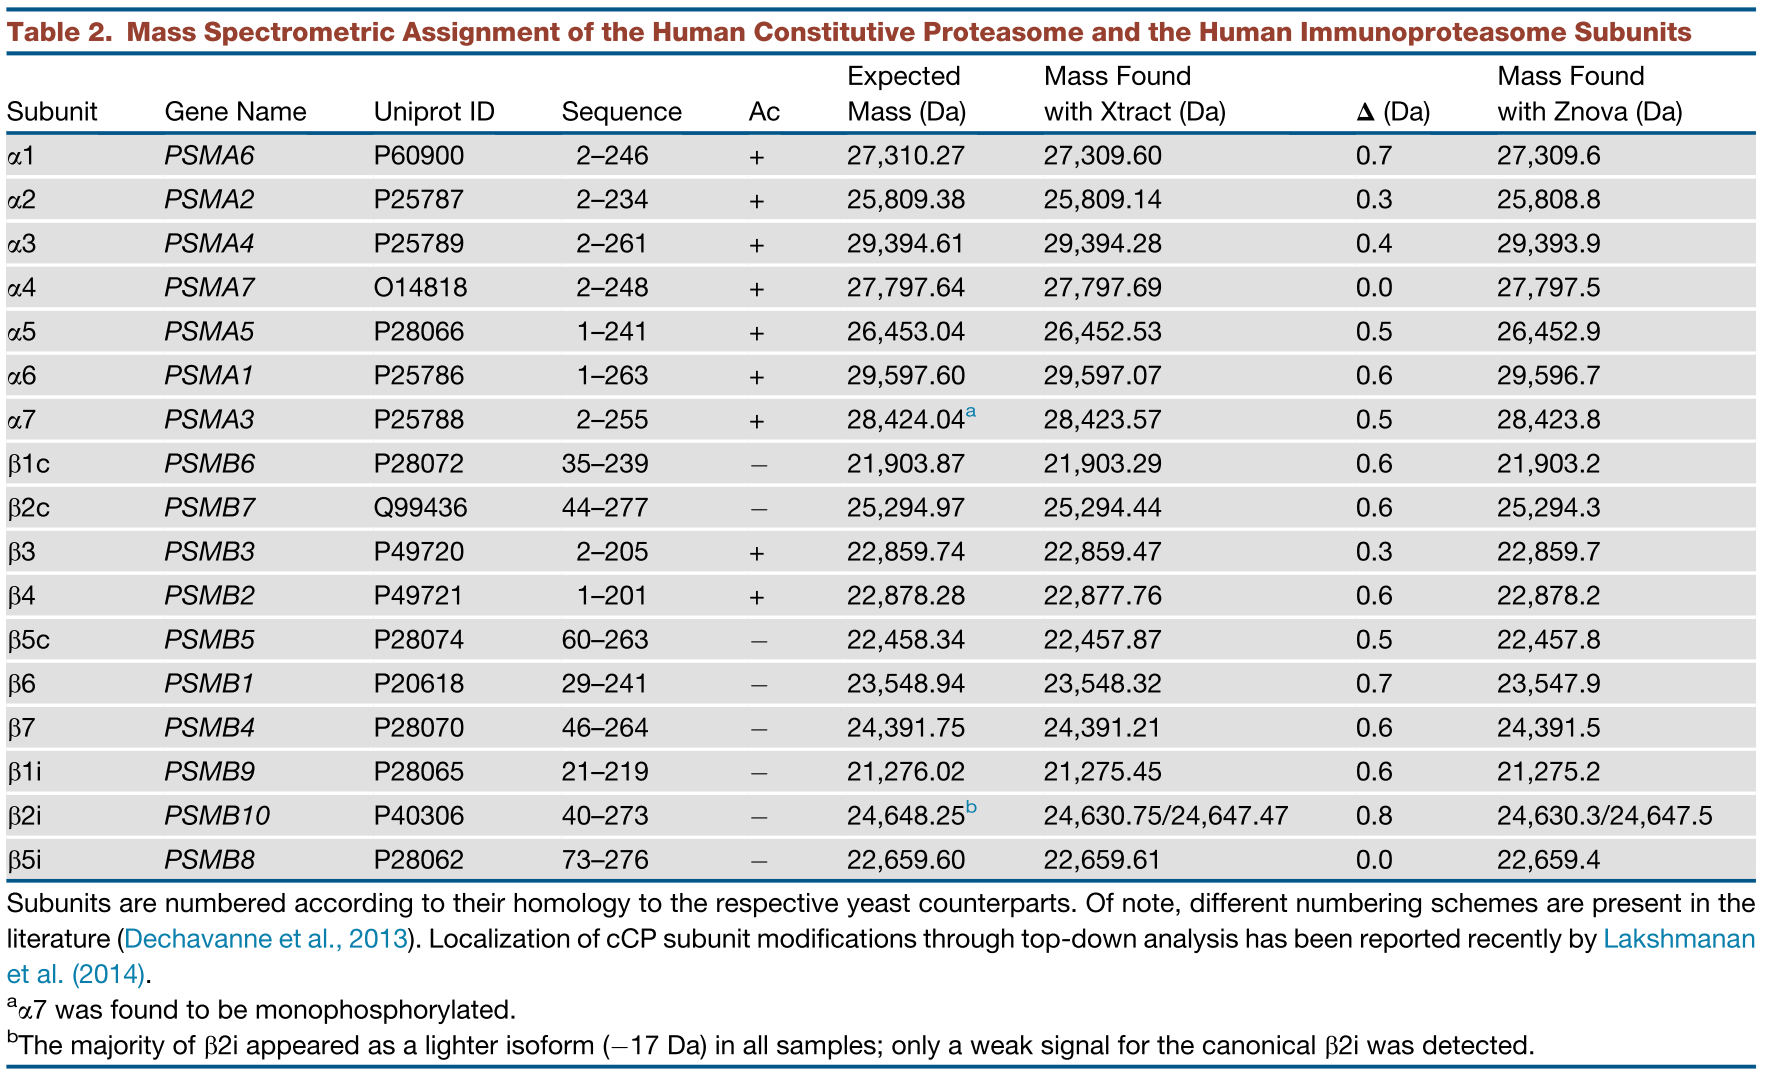 Table 2. Mass Spectrometric Assignment of the Human Constitutive Proteasome and the Human Immunoproteasome Subunits
Subunit Gene Name Uniprot ID Sequence Ac Expected Mass (Da) Mass Found with Xtract (Da) Δ (Da) Mass Found with Znova (Da)
α1 PSMA6 P60900 2–246 + 27,310.27 27,309.60 0.7 27,309.6
α2 PSMA2 P25787 2–234 + 25,809.38 25,809.14 0.3 25,808.8
α3 PSMA4 P25789 2–261 + 29,394.61 29,394.28 0.4 29,393.9
α4 PSMA7 O14818 2–248 + 27,797.64 27,797.69 0.0 27,797.5
α5 PSMA5 P28066 1–241 + 26,453.04 26,452.53 0.5 26,452.9
α6 PSMA1 P25786 1–263 + 29,597.60 29,597.07 0.6 29,596.7
α7 PSMA3 P25788 2–255 + 28,424.04a 28,423.57 0.5 28,423.8
β1c PSMB6 P28072 35–239 − 21,903.87 21,903.29 0.6 21,903.2
β2c PSMB7 Q99436 44–277 − 25,294.97 25,294.44 0.6 25,294.3
β3 PSMB3 P49720 2–205 + 22,859.74 22,859.47 0.3 22,859.7
β4 PSMB2 P49721 1–201 + 22,878.28 22,877.76 0.6 22,878.2
β5c PSMB5 P28074 60–263 − 22,458.34 22,457.87 0.5 22,457.8
β6 PSMB1 P20618 29–241 − 23,548.94 23,548.32 0.7 23,547.9
β7 PSMB4 P28070 46–264 − 24,391.75 24,391.21 0.6 24,391.5
β1i PSMB9 P28065 21–219 − 21,276.02 21,275.45 0.6 21,275.2
β2i PSMB10 P40306 40–273 − 24,648.25b 24,630.75/24,647.47 0.8 24,630.3/24,647.5
β5i PSMB8 P28062 73–276 − 22,659.60 22,659.61 0.0 22,659.4
Subunits are numbered according to their homology to the respective yeast counterparts. Of note, different numbering schemes are present in the
literature (Dechavanne et al., 2013). Localization of cCP subunit modifications through top-down analysis has been reported recently by Lakshmanan
et al. (2014).
aα7 was found to be monophosphorylated.
bThe majority of β2i appeared as a lighter isoform (−17 Da) in all samples; only a weak signal for the canonical β2i was detected.